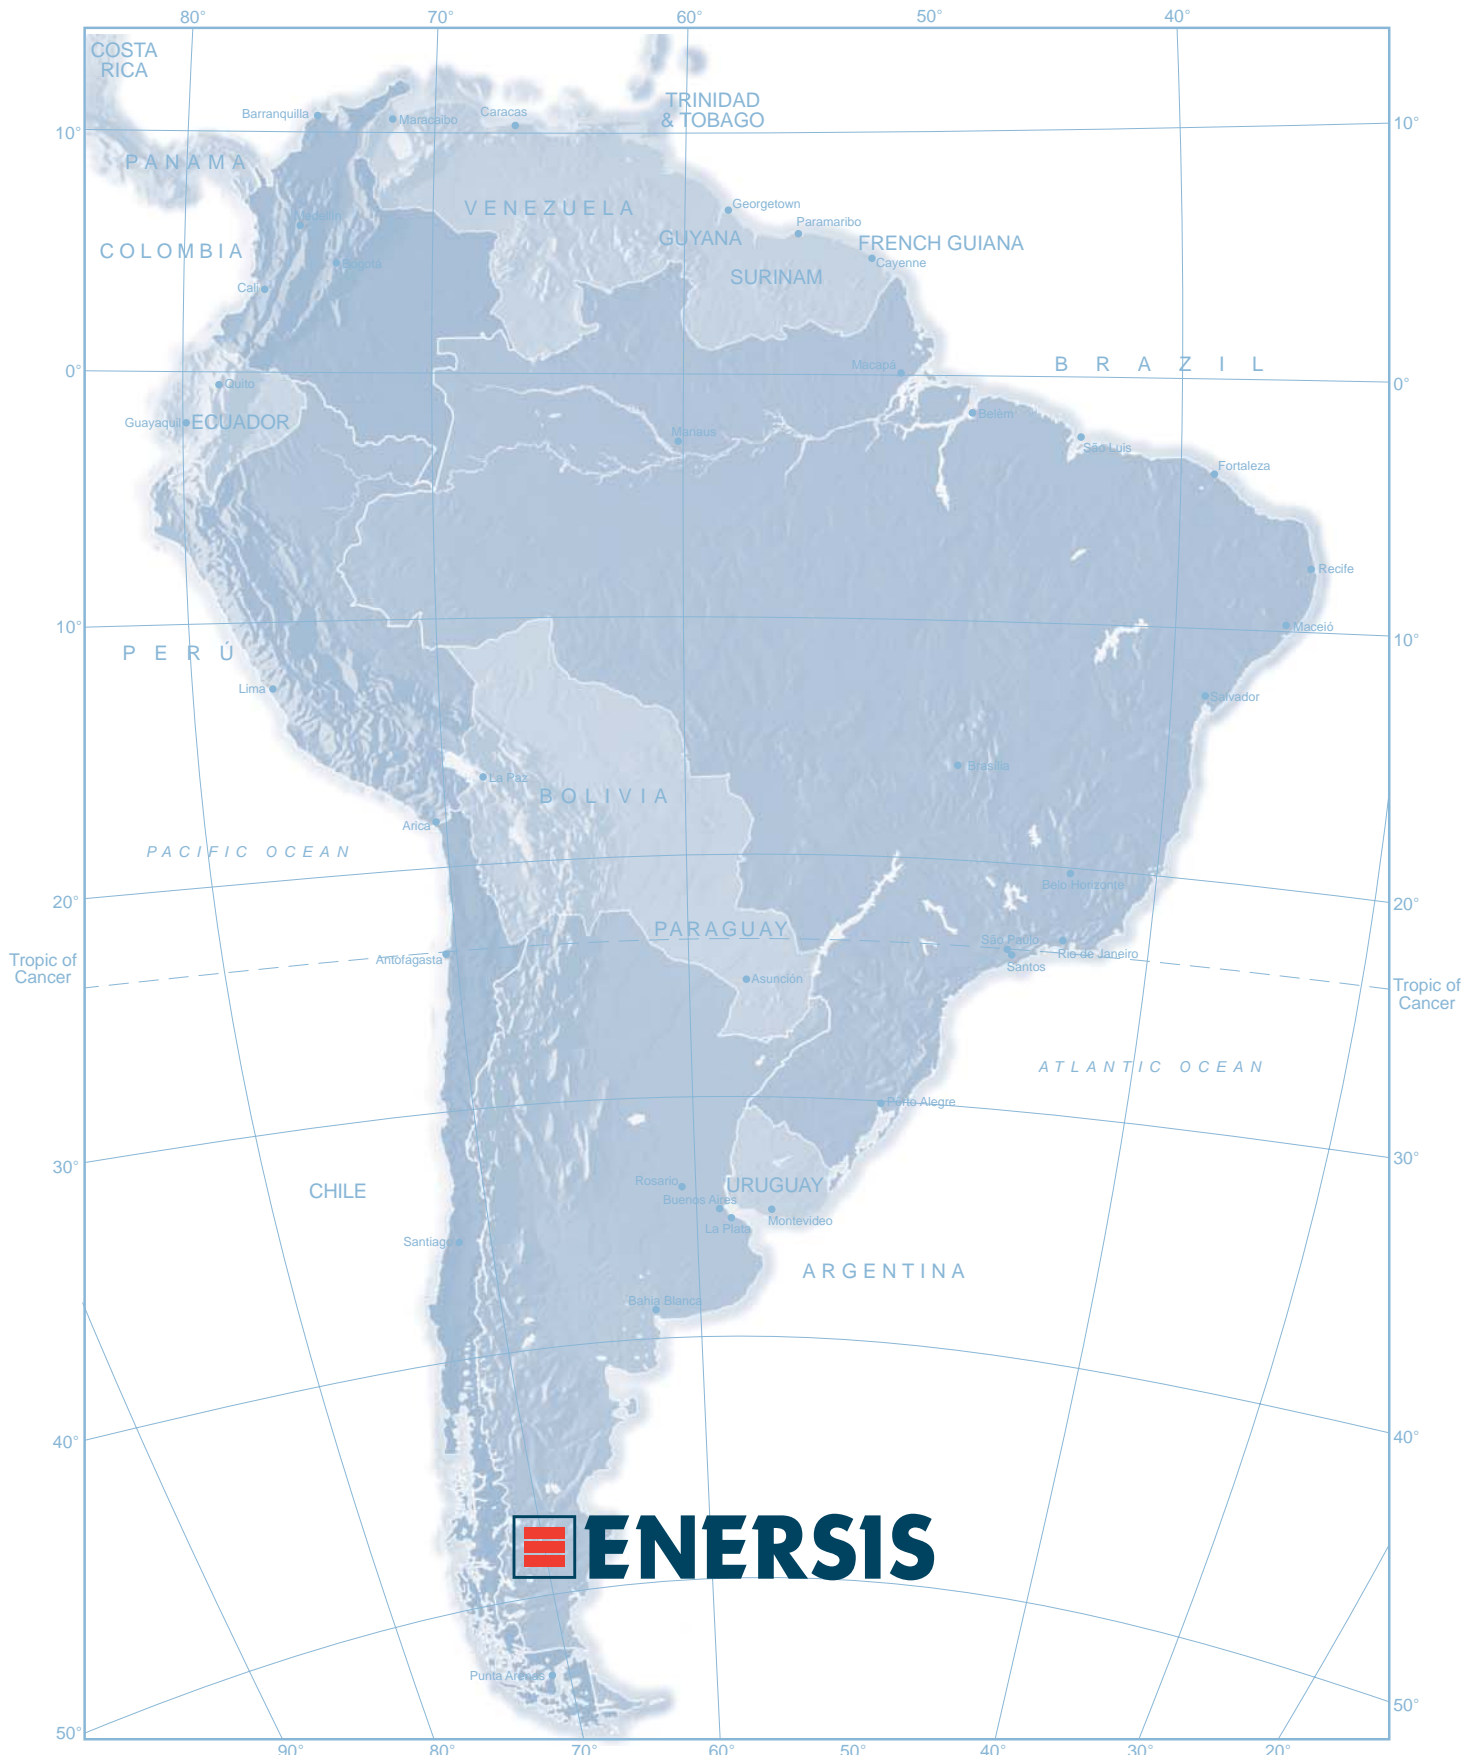 80° 70° 60° 50° 40°
COSTA
RICA
TRINIDAD
& TOBAGO
Barranquilla
Maracaibo
Caracas
10°
10°
PANAMA
VENEZUELA
Georgetown
Medellín
Paramaribo
GUYANA
FRENCH GUIANA
COLOMBIA
Bogotá
Cayenne
SURINAM
Cali
Macapá
BRAZIL
0°
0°
Quito
Guayaquil
ECUADOR
Belém
Manaus
São Luis
Fortaleza
Recife
10°
Maceió
10°
PERÚ
Lima
Salvador
Brasília
La Paz
BOLIVIA
Arica
PACIFIC OCEAN
Belo Horizonte
20°
20°
PARAGUAY
São Paulo
Rio de Janeiro
Antofagasta
Santos
Tropic of
Cancer
Asunción
Tropic of
Cancer
ATLANTIC OCEAN
Porto Alegre
30°
30°
CHILE
Rosario
URUGUAY
Buenos Aires
La Plata
Montevideo
Santiago
ARGENTINA
Bahia Blanca
40°
40°
ENERSIS
Punta Arenas
50°
50°
90° 80° 70° 60° 50° 40° 30° 20°